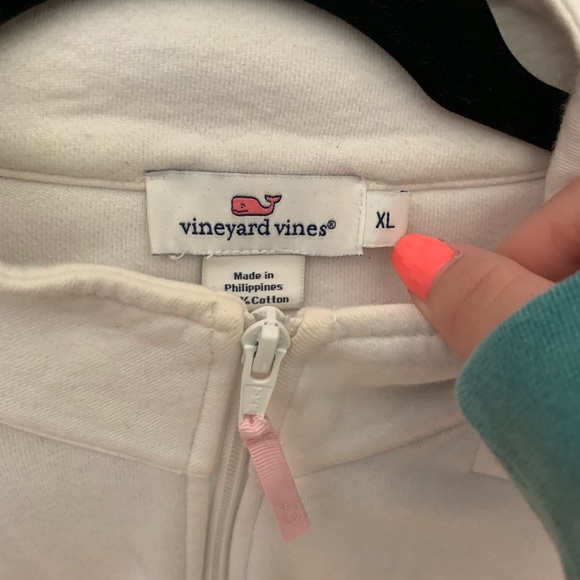 vineyard vines®
XL
Made in
Philippines
% Cotton